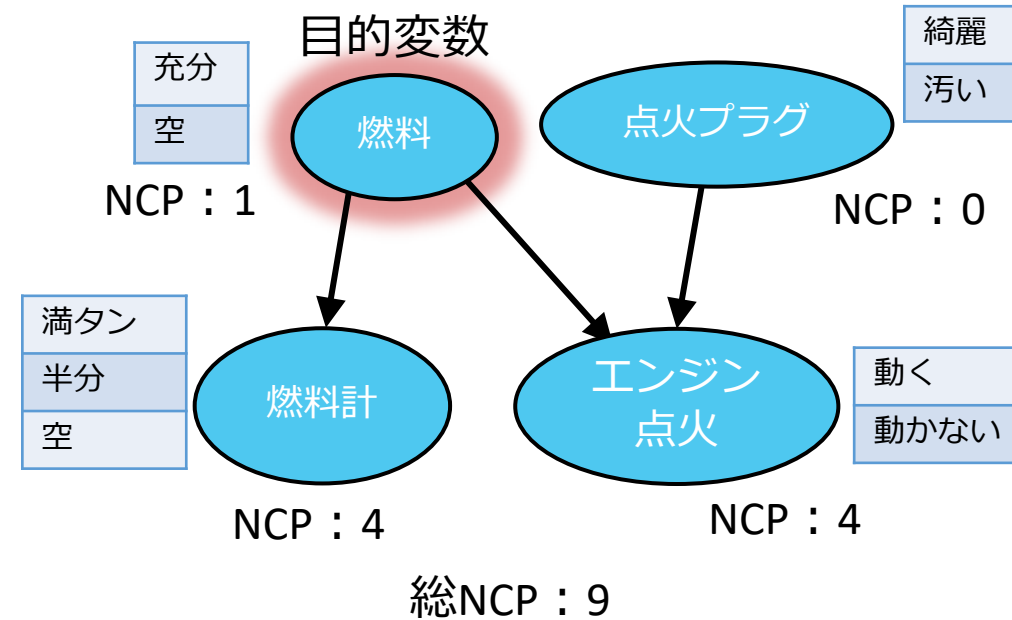 目的変数
充分
空
燃料
NCP：1
点火プラグ
綺麗
汚い
NCP：0
満タン
半分
空
燃料計
NCP：4
エンジン
点火
動く
動かない
NCP：4
総NCP：9